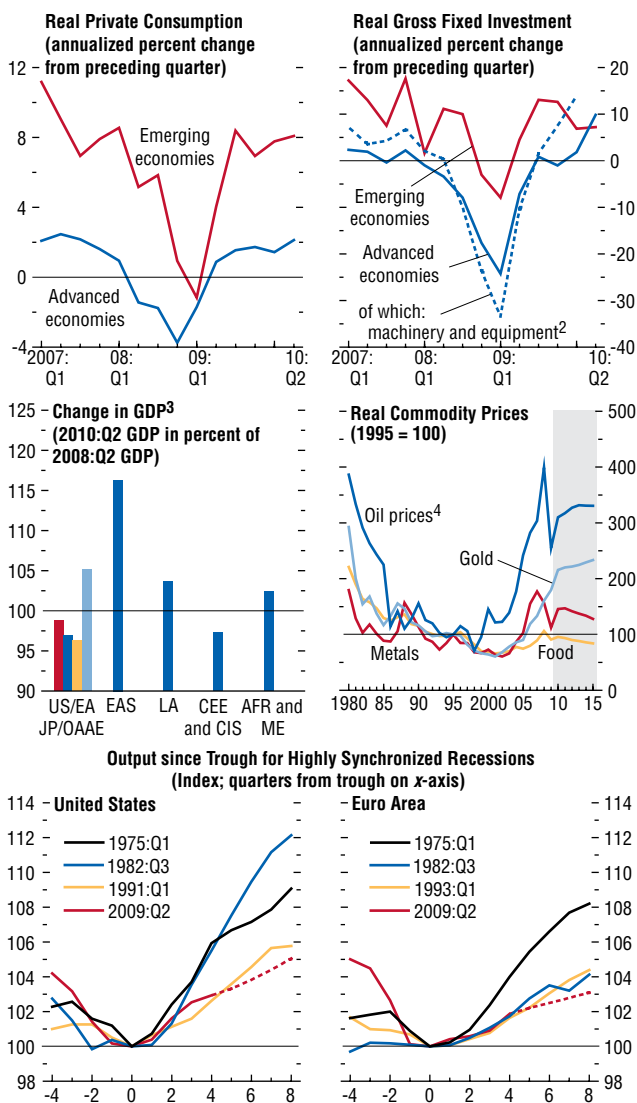 Real Private Consumption
(annualized percent change
from preceding quarter)
12
8
4
0
-4
Emerging
economies
Advanced
economies
2007:
Q1
08:
Q1
09:
Q1
10:
Q2
Real Gross Fixed Investment
(annualized percent change
from preceding quarter)
20
10
0
-10
-20
-30
-40
Emerging
economies
Advanced
economies
of which:
machinery and equipment2
2007:
Q1
08:
Q1
09:
Q1
10:
Q2
Change in GDP3
(2010:Q2 GDP in percent of
2008:Q2 GDP)
125
120
115
110
105
100
95
90
US/EA
JP/OAAE
EAS
LA
CEE
and CIS
AFR and
ME
Real Commodity Prices
(1995 = 100)
500
400
300
200
100
0
Oil prices4
Gold
Metals
Food
1980 85 90 95 2000 05 10 15
Output since Trough for Highly Synchronized Recessions
(Index; quarters from trough on x-axis)
United States
114
112
110
108
106
104
102
100
98
1975:Q1
1982:Q3
1991:Q1
2009:Q2
-4 -2 0 2 4 6 8
Euro Area
114
112
110
108
106
104
102
100
98
1975:Q1
1982:Q3
1993:Q1
2009:Q2
-4 -2 0 2 4 6 8